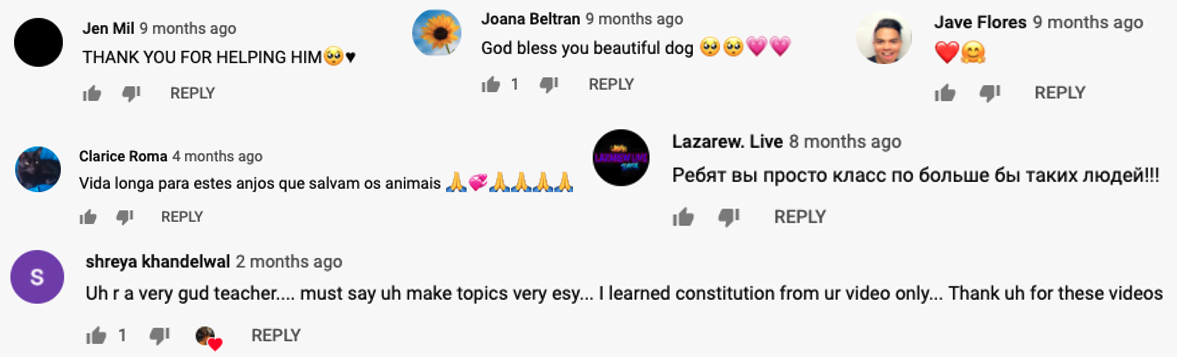 Jen Mil 9 months ago
THANK YOU FOR HELPING HIM🥺♥
REPLY
Joana Beltran 9 months ago
God bless you beautiful dog 🥺🥺💗💗
1 REPLY
Jave Flores 9 months ago
❤️🤗
REPLY
Clarice Roma 4 months ago
Vida longa para estes anjos que salvam os animais 🙏💞🙏🙏🙏🙏
REPLY
LAZAREW LIVE
Lazarew. Live 8 months ago
Ребят вы просто класс по больше бы таких людей!!!
REPLY
S
shreya khandelwal 2 months ago
Uh r a very gud teacher.... must say uh make topics very esy... I learned constitution from ur video only... Thank uh for these videos
1 REPLY